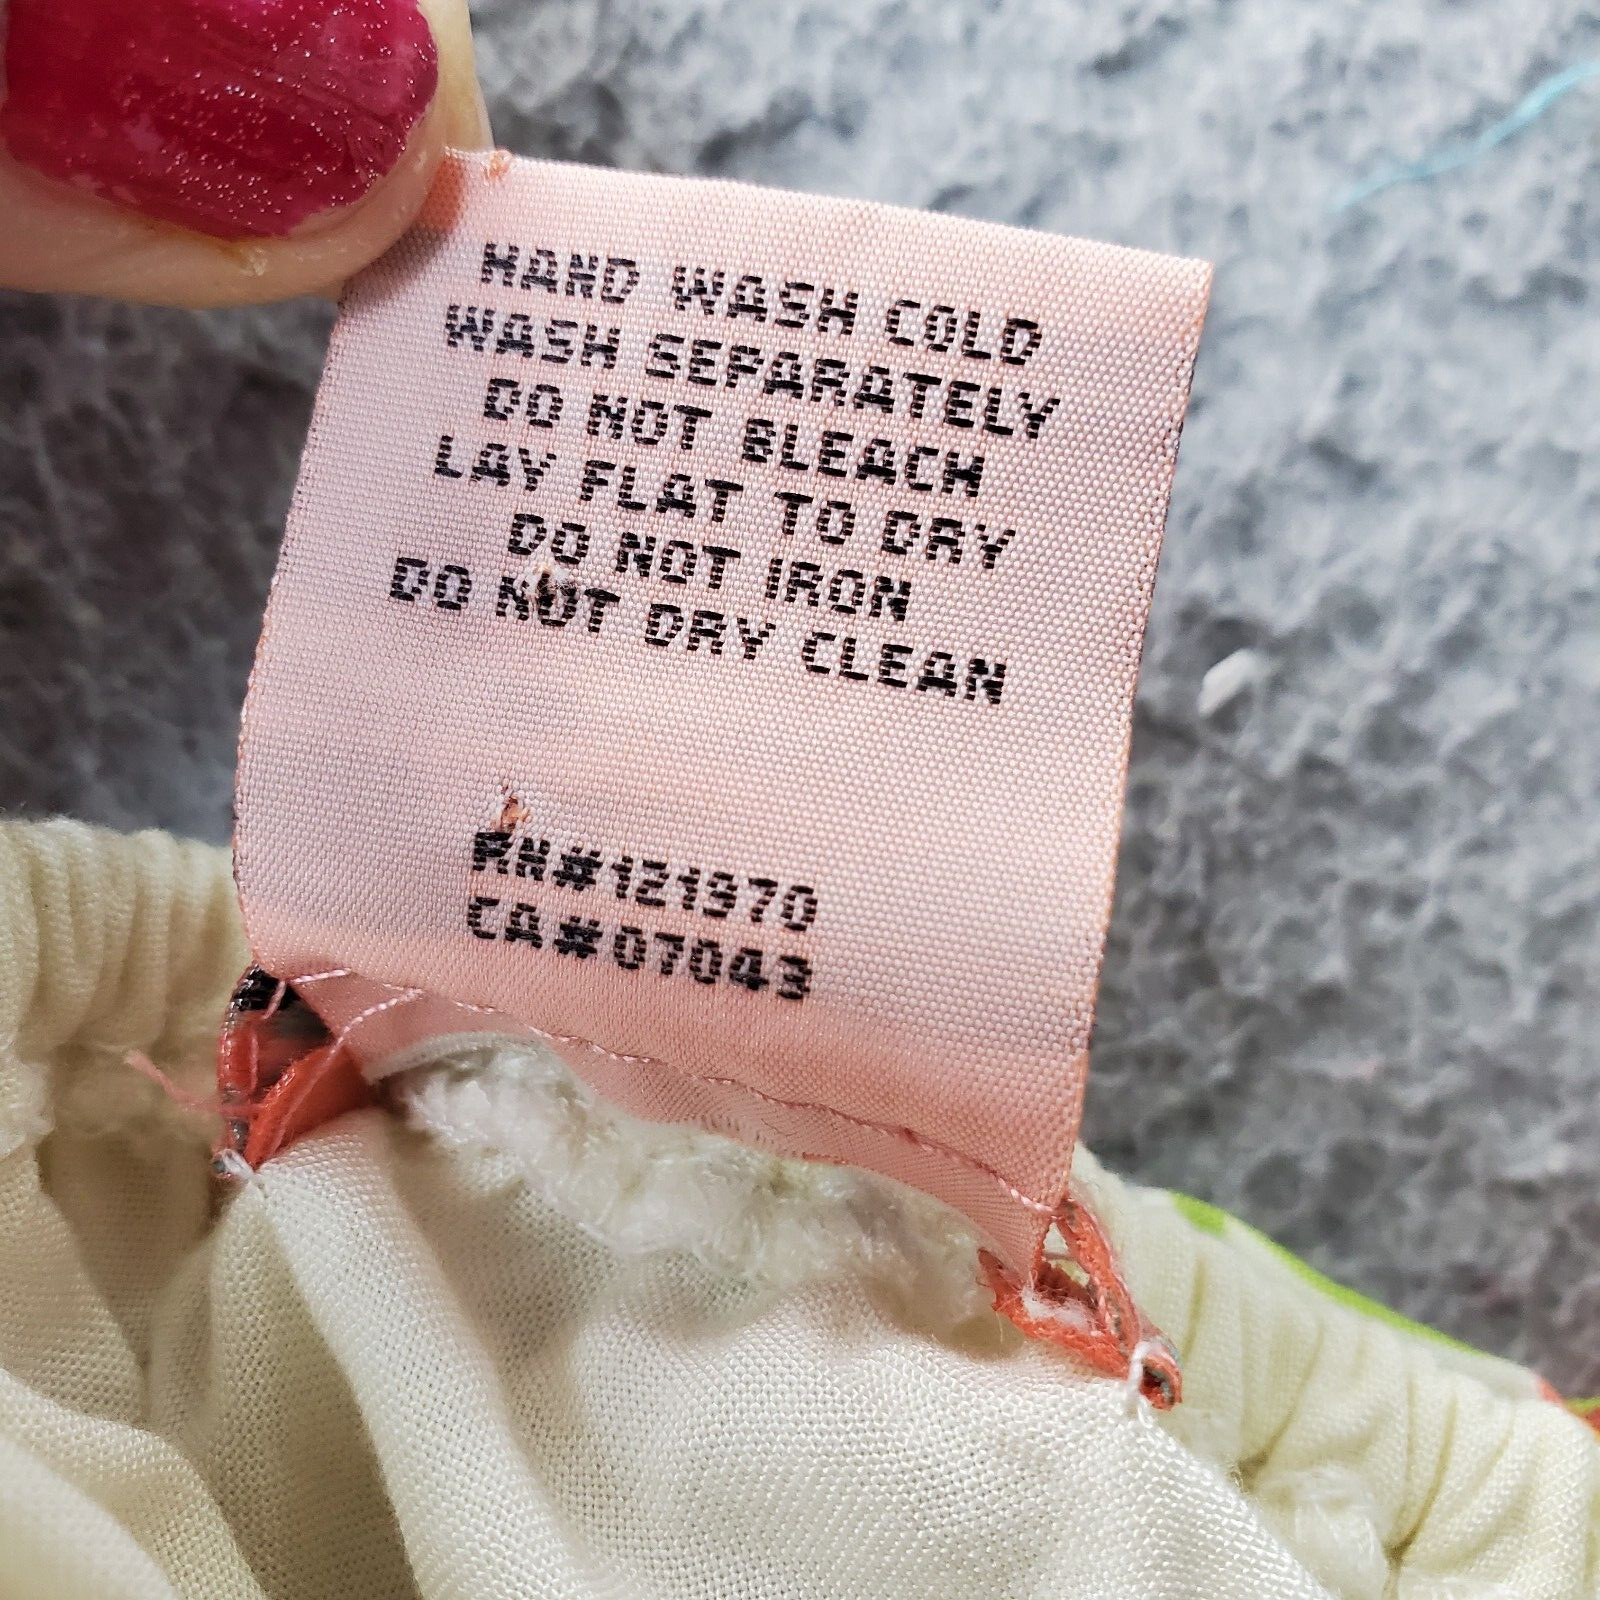 HAND WASH COLD
WASH SEPARATELY
DO NOT BLEACH
LAY FLAT TO DRY
DO NOT IRON
DO NOT DRY CLEAN
RN#121970
CA#07043